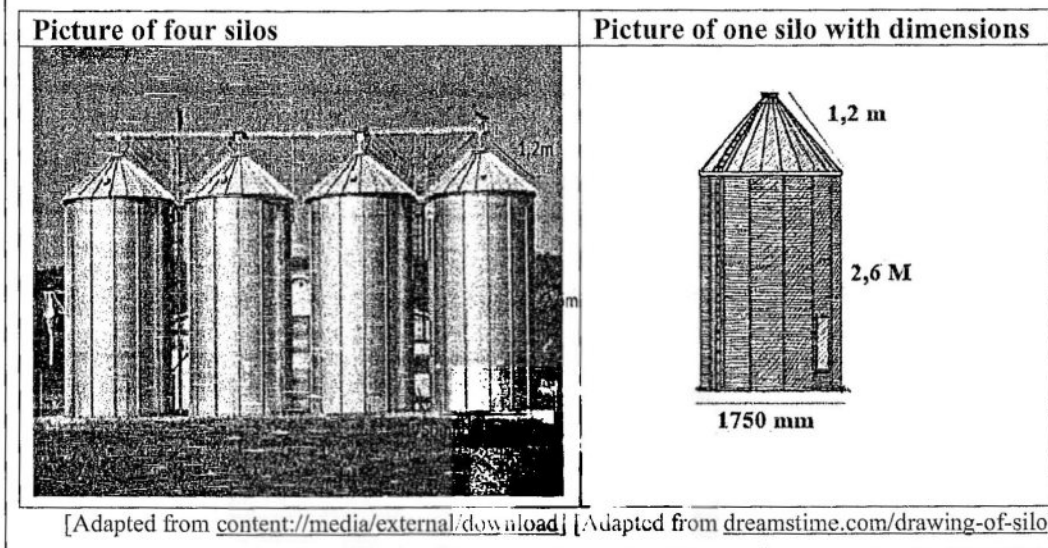 Picture of four silos
Picture of one silo with dimensions
1,2m
1,2 m
2,6 M
m
1750 mm
[Adapted from content://media/external/download] [Adapted from dreamstime.com/drawing-of-silo